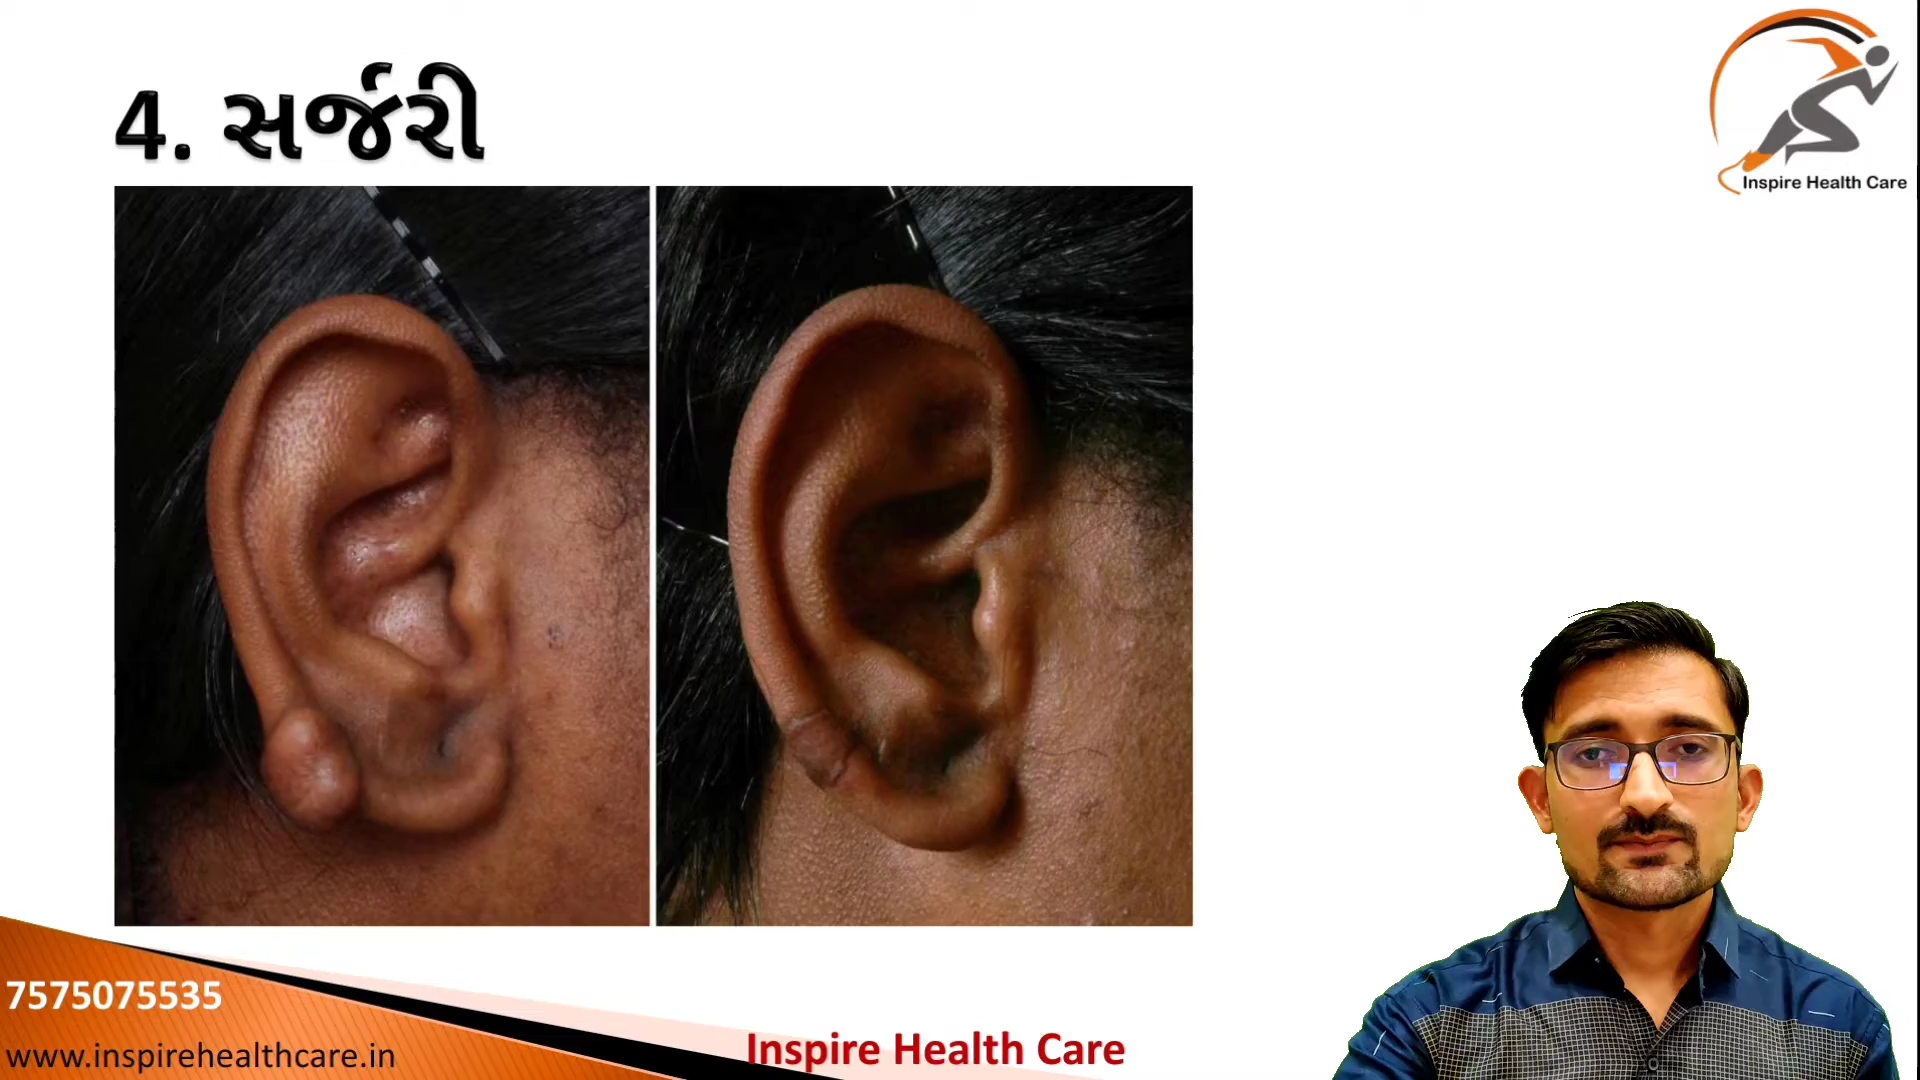 4. સર્જરી
Inspire Health Care
7575075535
www.inspirehealthcare.in
Inspire Health Care